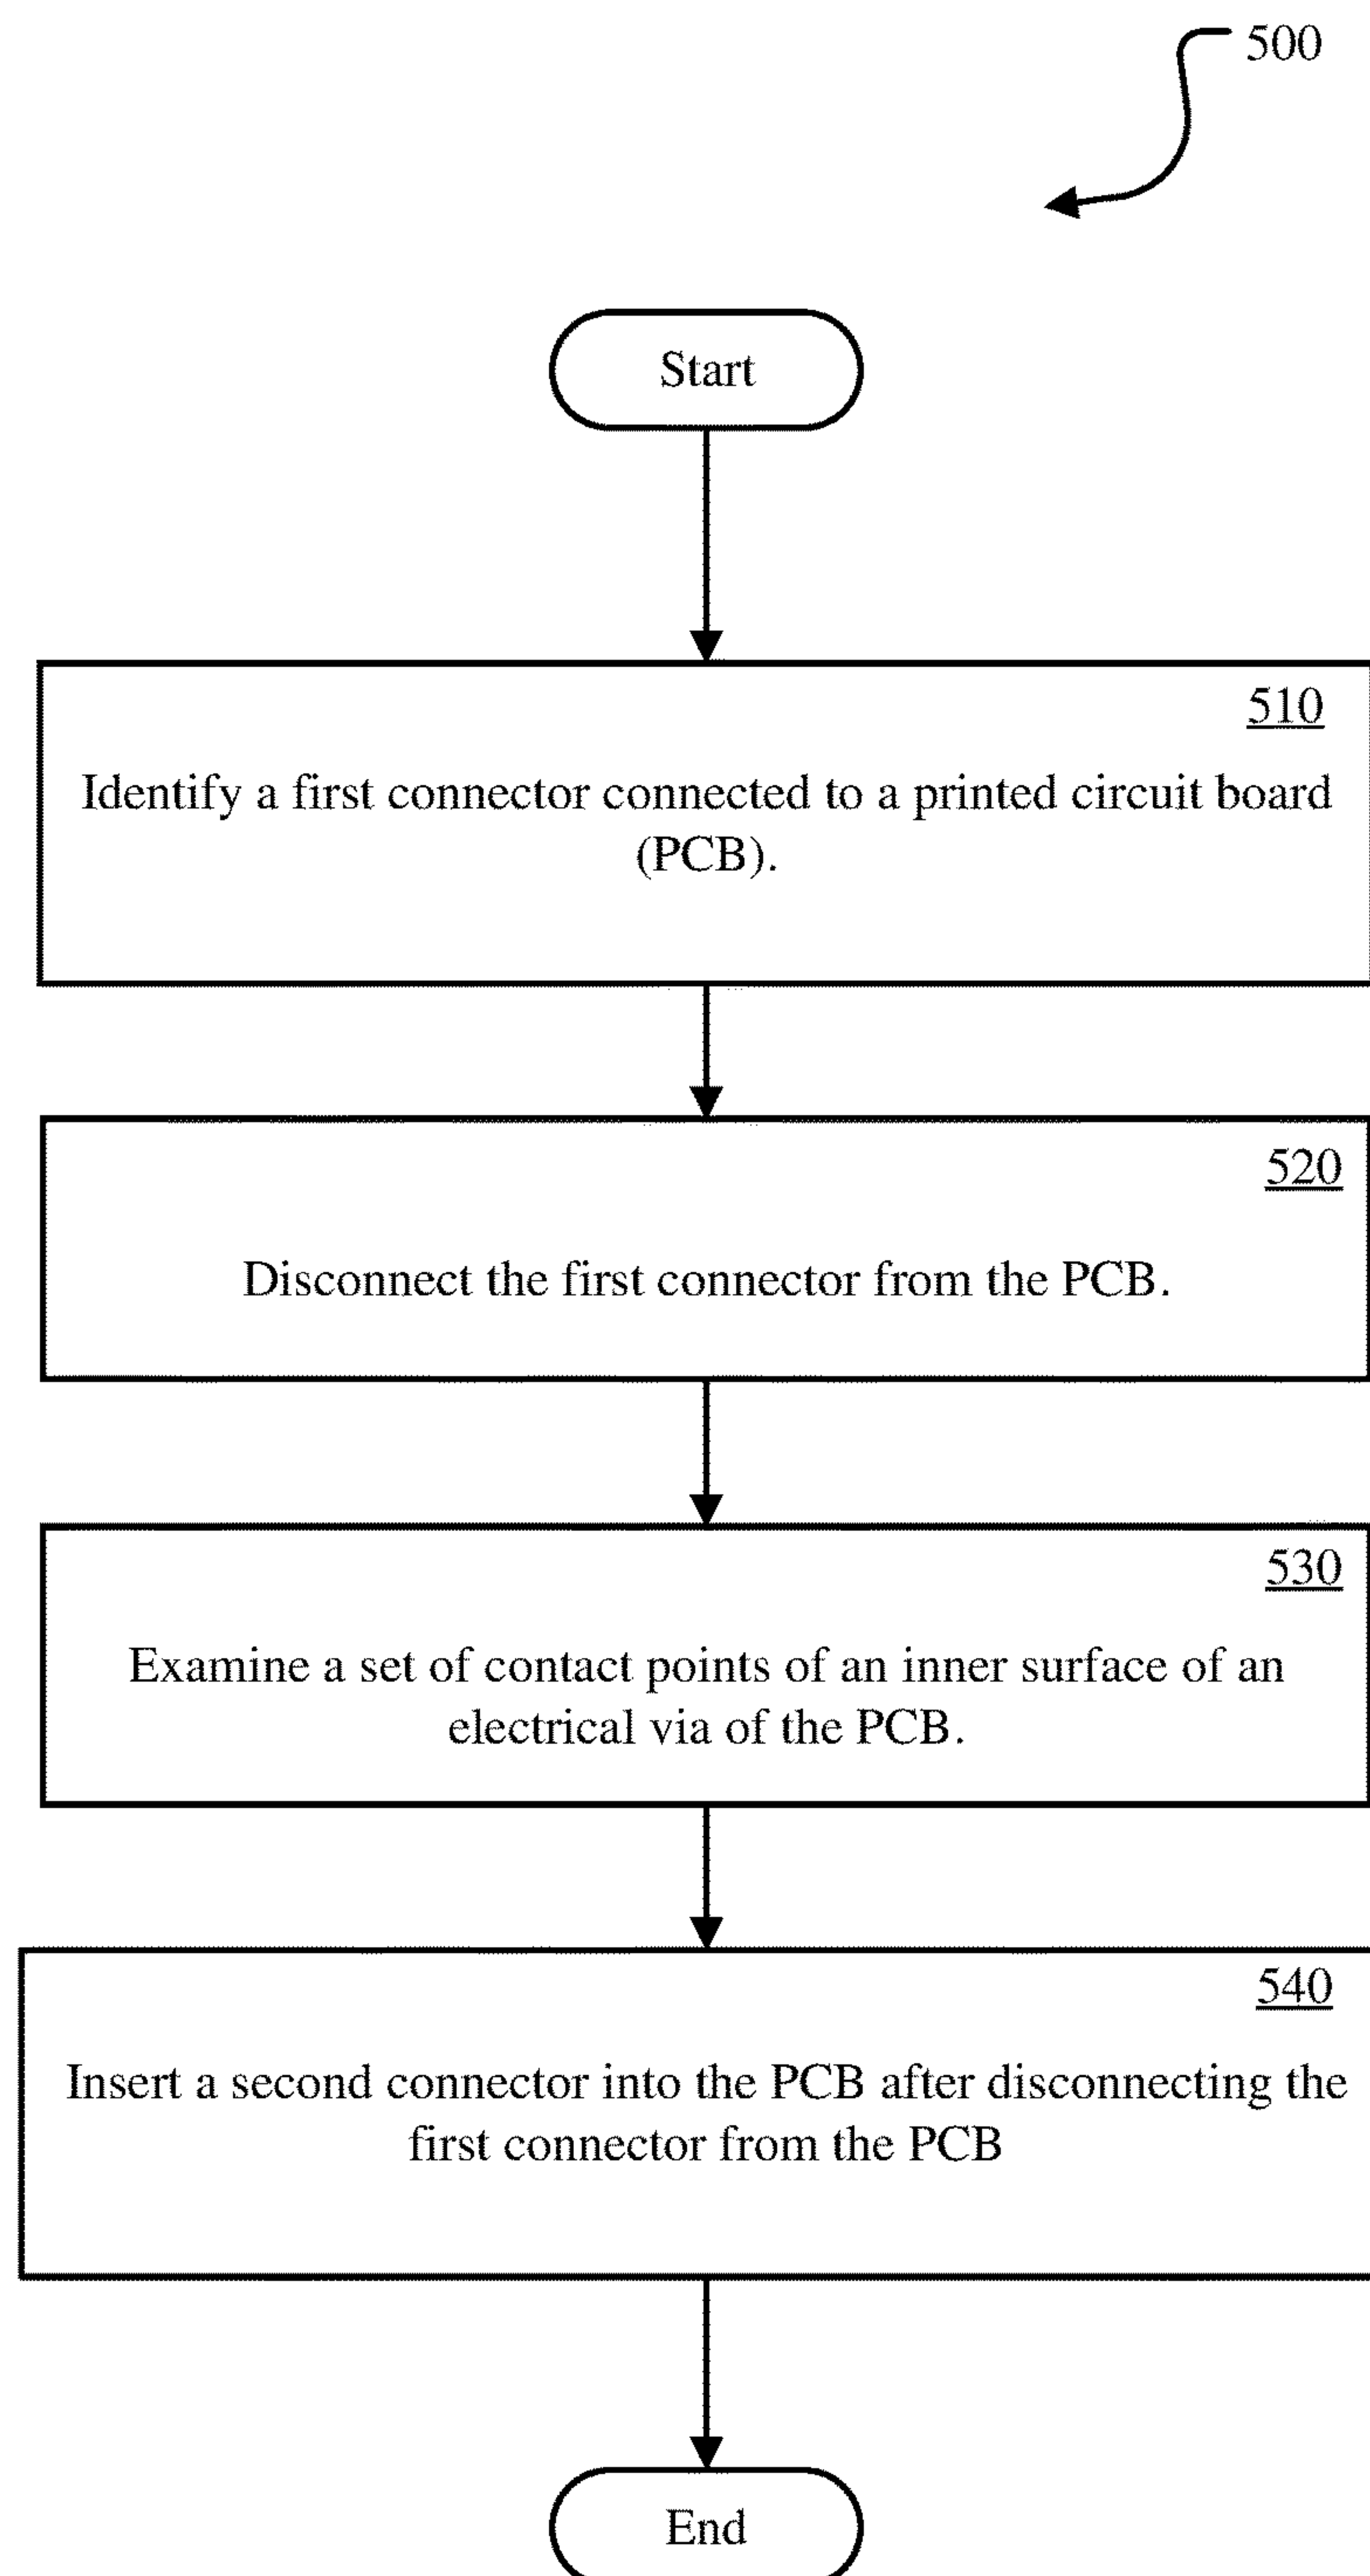 500
Start
510
Identify a first connector connected to a printed circuit board
(PCB).
520
Disconnect the first connector from the PCB.
530
Examine a set of contact points of an inner surface of an
electrical via of the PCB.
540
Insert a second connector into the PCB after disconnecting the
first connector from the PCB
End